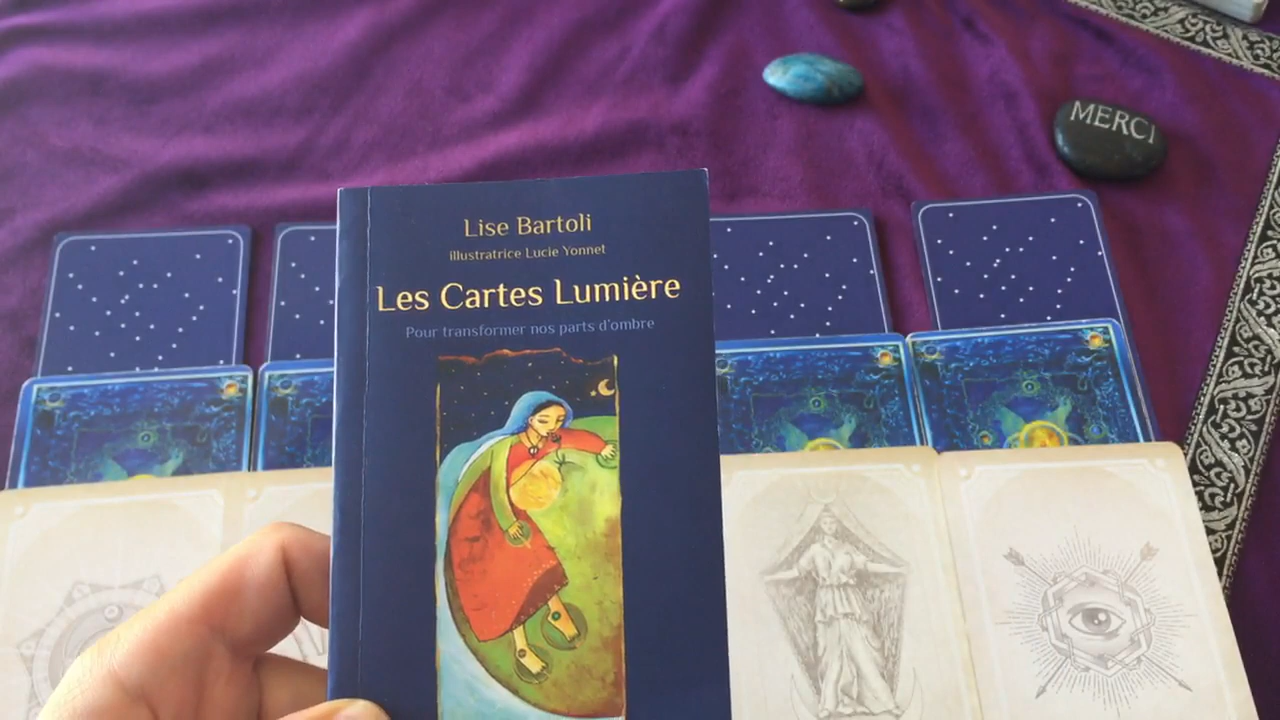 MERCI
Lise Bartoli
illustratrice Lucie Yonnet
Les Cartes Lumière
Pour transformer nos parts d'ombre